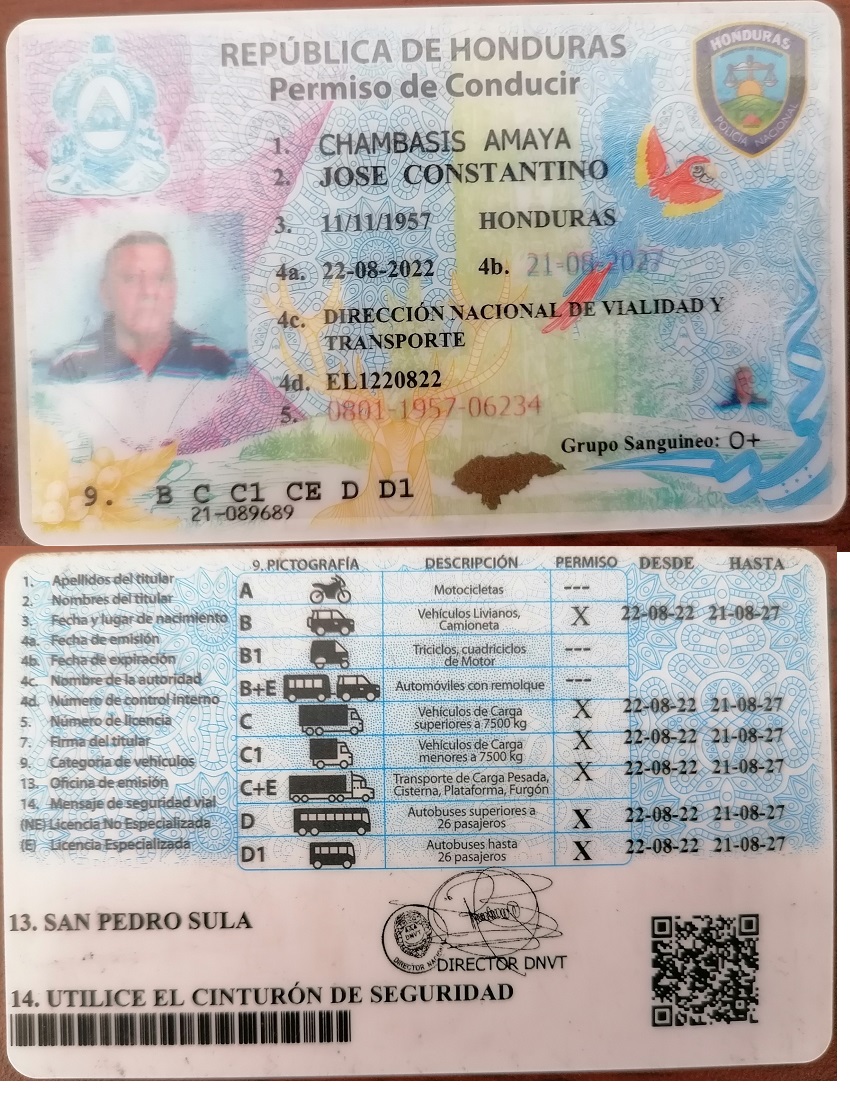 REPÚBLICA DE HONDURAS
Permiso de Conducir
HONDURAS
POLICIA NACIONAL
1. CHAMBASIS AMAYA
2. JOSE CONSTANTINO
3. 11/11/1957 HONDURAS
4a. 22-08-2022 4b. 21-08-2027
4c. DIRECCIÓN NACIONAL DE VIALIDAD Y
TRANSPORTE
4d. EL1220822
5. 0801-1957-06234
Grupo Sanguineo: O+
9. B C C1 CE D D1
21-089689
1. Apellidos del titular
2. Nombres del titular
3. Fecha y lugar de nacimiento
4a. Fecha de emisión
4b. Fecha de expiración
4c. Nombre de la autoridad
4d. Número de control interno
5. Número de licencia
7. Firma del titular
9. Categoria de vehículos
13. Oficina de emisión
14. Mensaje de seguridad vial
(NE) Licencia No Especializada
(E) Licencia Especializada
9. PICTOGRAFÍA DESCRIPCIÓN PERMISO DESDE HASTA
A Motocicletas ---
B Vehículos Livianos, Camioneta X 22-08-22 21-08-27
B1 Triciclos, cuadriciclos de Motor ---
B+E Automóviles con remolque ---
C Vehículos de Carga superiores a 7500 kg X 22-08-22 21-08-27
C1 Vehículos de Carga menores a 7500 kg X 22-08-22 21-08-27
C+E Transporte de Carga Pesada, Cisterna, Plataforma, Furgón X 22-08-22 21-08-27
D Autobuses superiores a 26 pasajeros X 22-08-22 21-08-27
D1 Autobuses hasta 26 pasajeros X 22-08-22 21-08-27
13. SAN PEDRO SULA
DNVT
DIRECTOR
DIRECTOR DNVT
14. UTILICE EL CINTURÓN DE SEGURIDAD